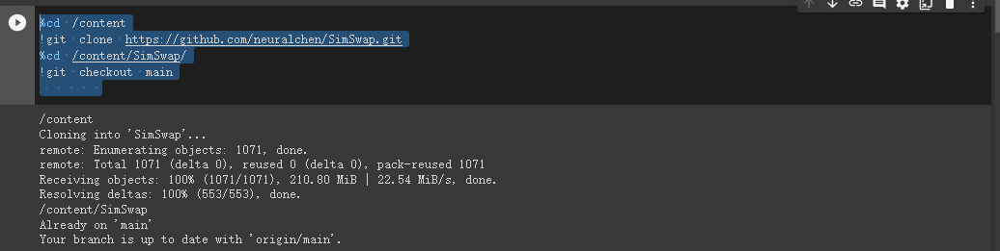 %cd /content
!git clone https://github.com/neuralchen/SimSwap.git
%cd /content/SimSwap/
!git checkout main
/content
Cloning into 'SimSwap'...
remote: Enumerating objects: 1071, done.
remote: Total 1071 (delta 0), reused 0 (delta 0), pack-reused 1071
Receiving objects: 100% (1071/1071), 210.80 MiB | 22.54 MiB/s, done.
Resolving deltas: 100% (553/553), done.
/content/SimSwap
Already on 'main'
Your branch is up to date with 'origin/main'.